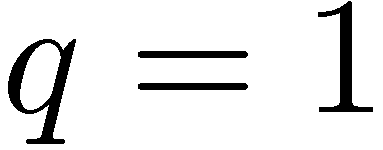 q = 1